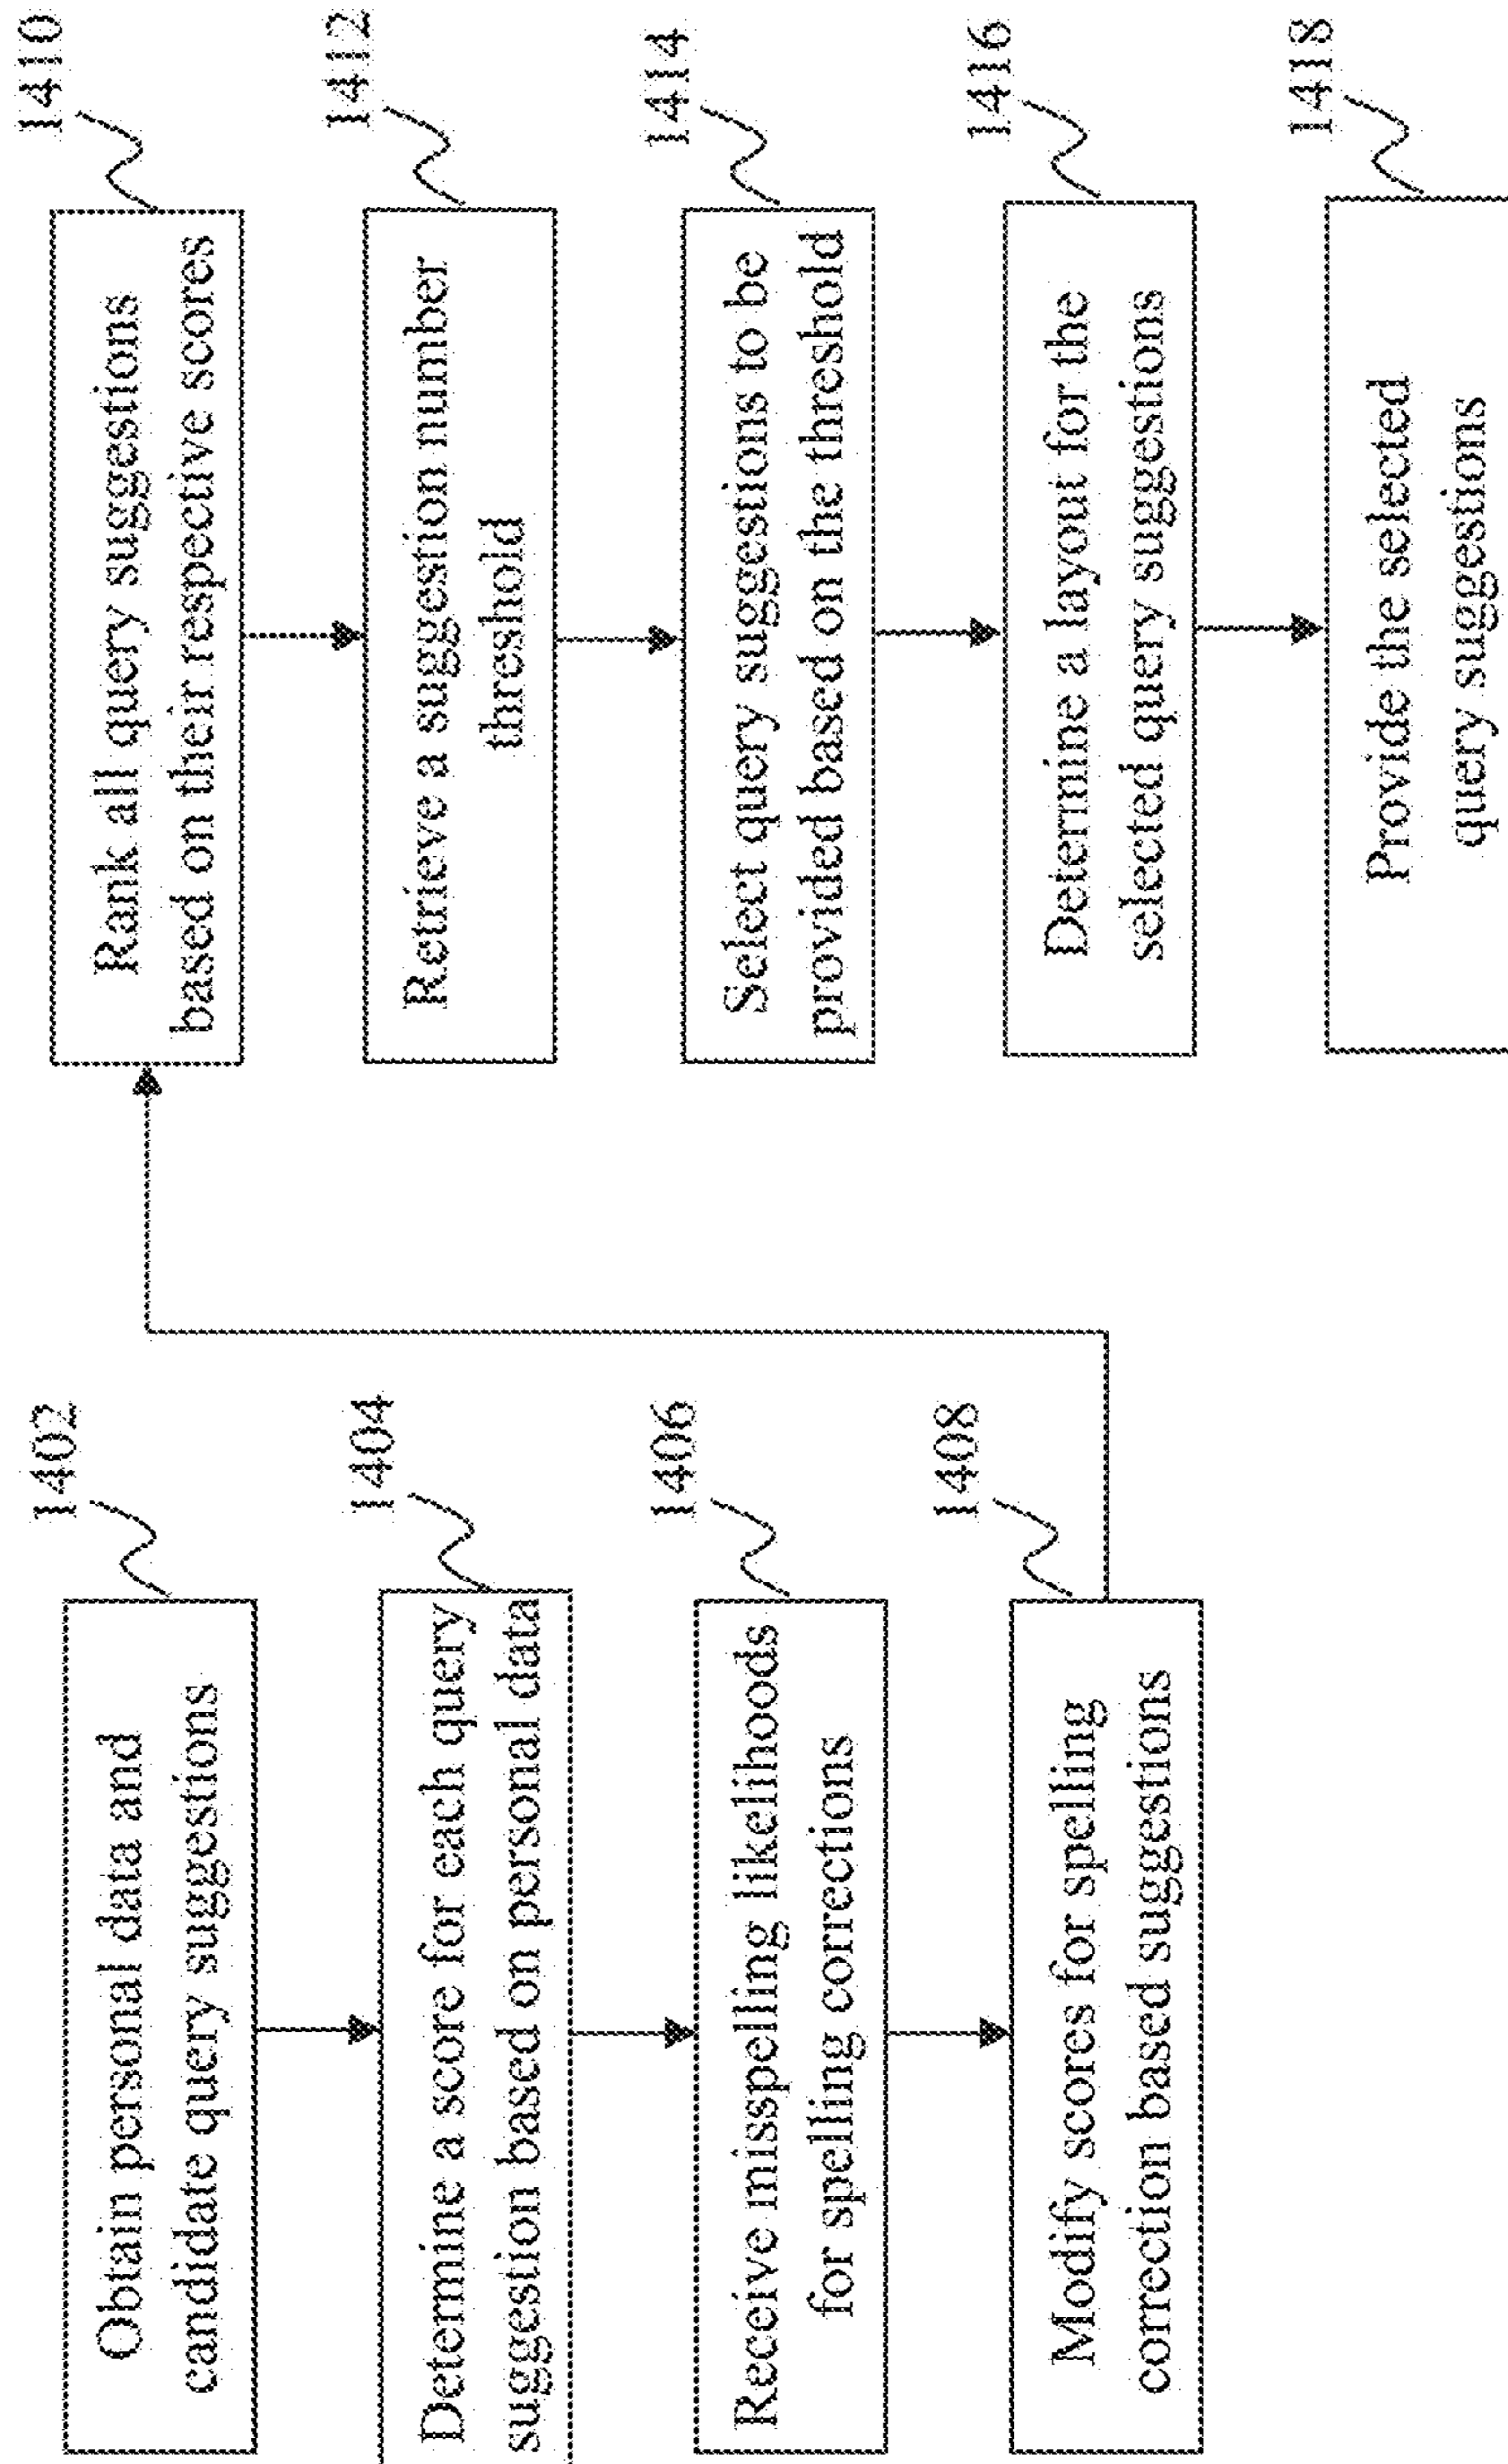 1402
Obtain personal data and
candidate query suggestions
1404
Determine a score for each query
suggestion based on personal data
1406
Receive misspelling likelihoods
for spelling corrections
1408
Modify scores for spelling
correction based suggestions
1410
Rank all query suggestions
based on their respective scores
1412
Retrieve a suggestion number
threshold
1414
Select query suggestions to be
provided based on the threshold
1416
Determine a layout for the
selected query suggestions
1418
Provide the selected
query suggestions